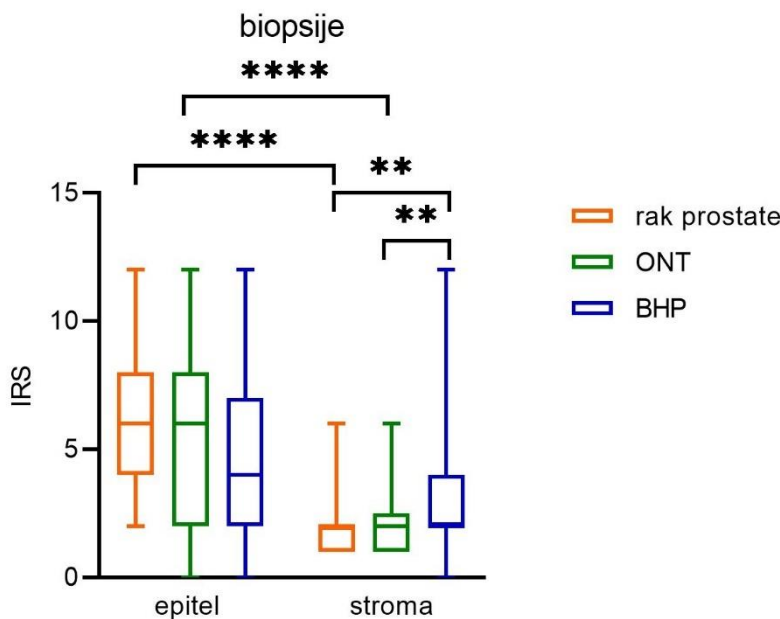 biopsije
****
****
**
**
15
10
5
0
IRS
epitel
stroma
rak prostate
ONT
BHP